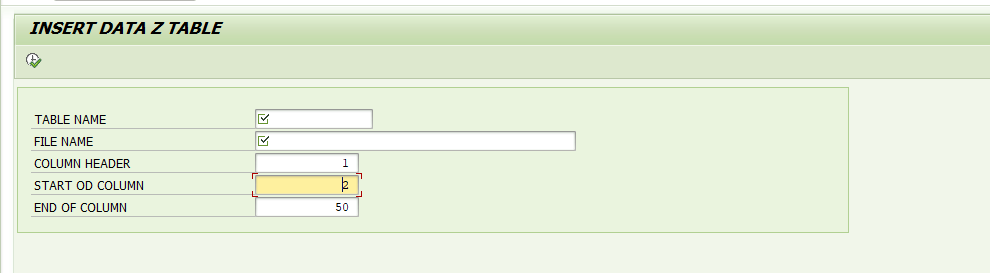 INSERT DATA Z TABLE
TABLE NAME
FILE NAME
COLUMN HEADER 1
START OD COLUMN 2
END OF COLUMN 50